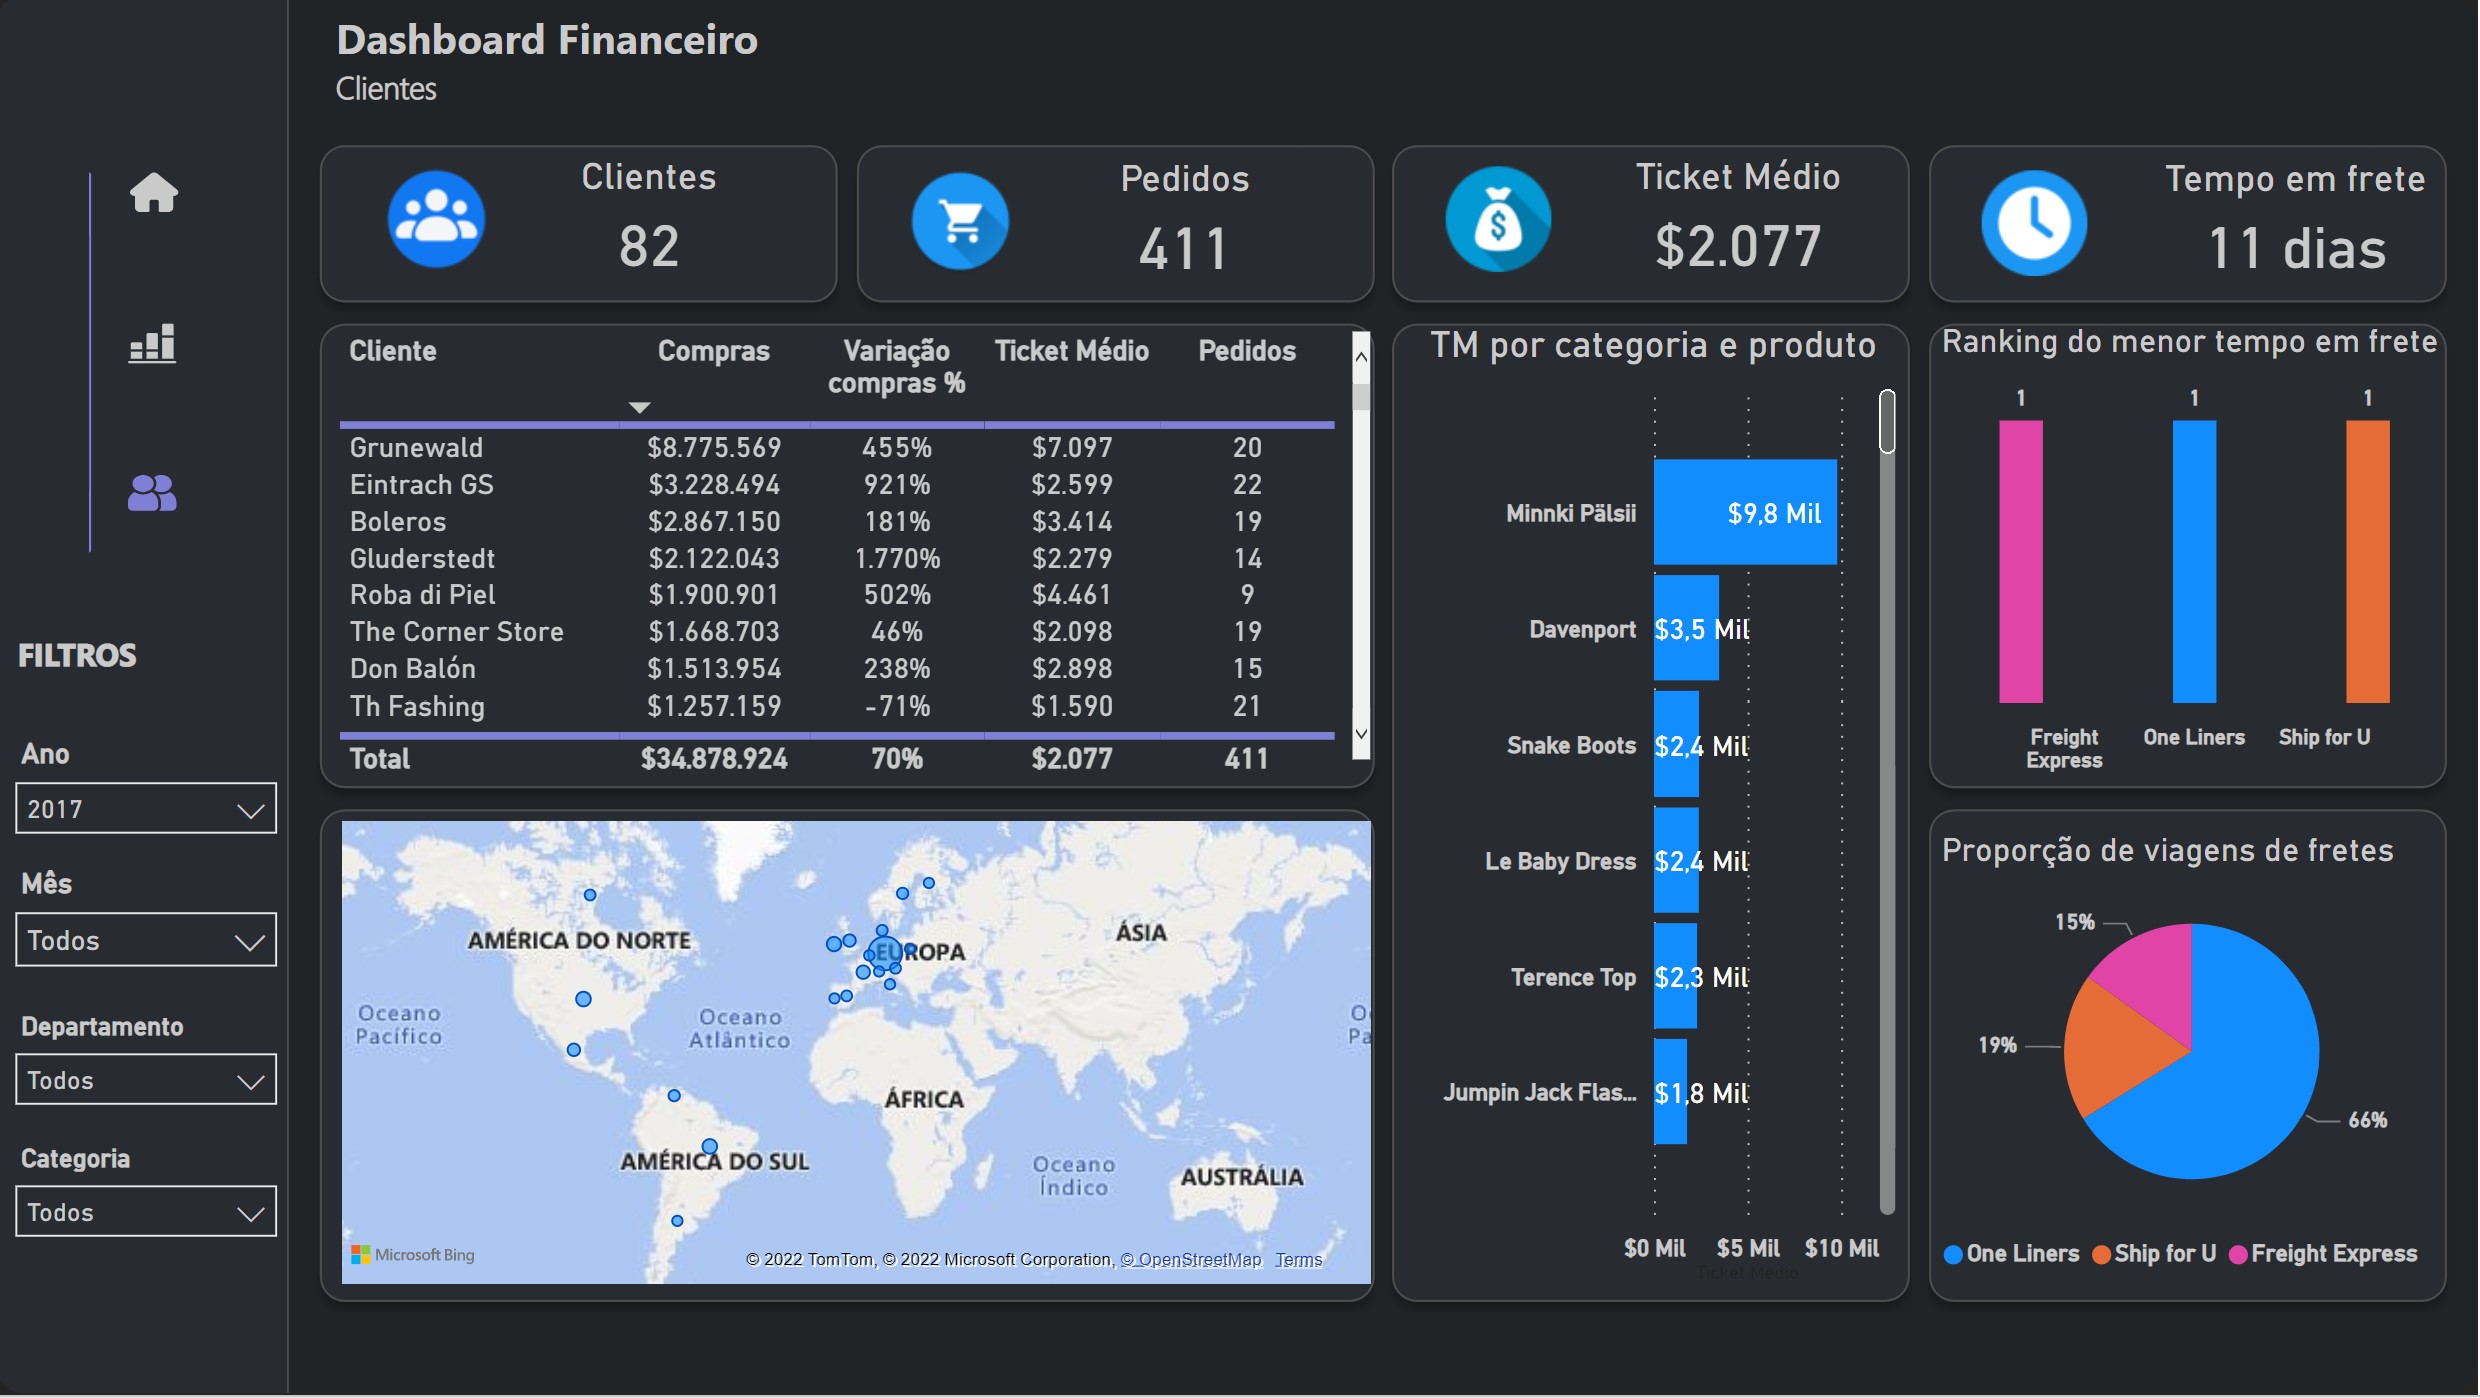 Dashboard Financeiro
Clientes
Clientes
82
Pedidos
411
Ticket Médio
$2.077
Tempo em frete
11 dias
FILTROS
Ano
2017
Mês
Todos
Departamento
Todos
Categoria
Todos
Cliente Compras Variação compras % Ticket Médio Pedidos
Grunewald $8.775.569 455% $7.097 20
Eintrach GS $3.228.494 921% $2.599 22
Boleros $2.867.150 181% $3.414 19
Gluderstedt $2.122.043 1.770% $2.279 14
Roba di Piel $1.900.901 502% $4.461 9
The Corner Store $1.668.703 46% $2.098 19
Don Balón $1.513.954 238% $2.898 15
Th Fashing $1.257.159 -71% $1.590 21
Total $34.878.924 70% $2.077 411
AMÉRICA DO NORTE
EUROPA
ÁSIA
Oceano
Pacífico
Oceano
Atlântico
O
Pa
ÁFRICA
AMÉRICA DO SUL
Oceano
Índico
AUSTRÁLIA
Microsoft Bing
© 2022 TomTom, © 2022 Microsoft Corporation, © OpenStreetMap Terms
TM por categoria e produto
Minnki Pälsii $9,8 Mil
Davenport $3,5 Mil
Snake Boots $2,4 Mil
Le Baby Dress $2,4 Mil
Terence Top $2,3 Mil
Jumpin Jack Flas... $1,8 Mil
$0 Mil $5 Mil $10 Mil
Ticket Médio
Ranking do menor tempo em frete
1 1 1
Freight Express One Liners Ship for U
Proporção de viagens de fretes
15%
19%
66%
One Liners Ship for U Freight Express